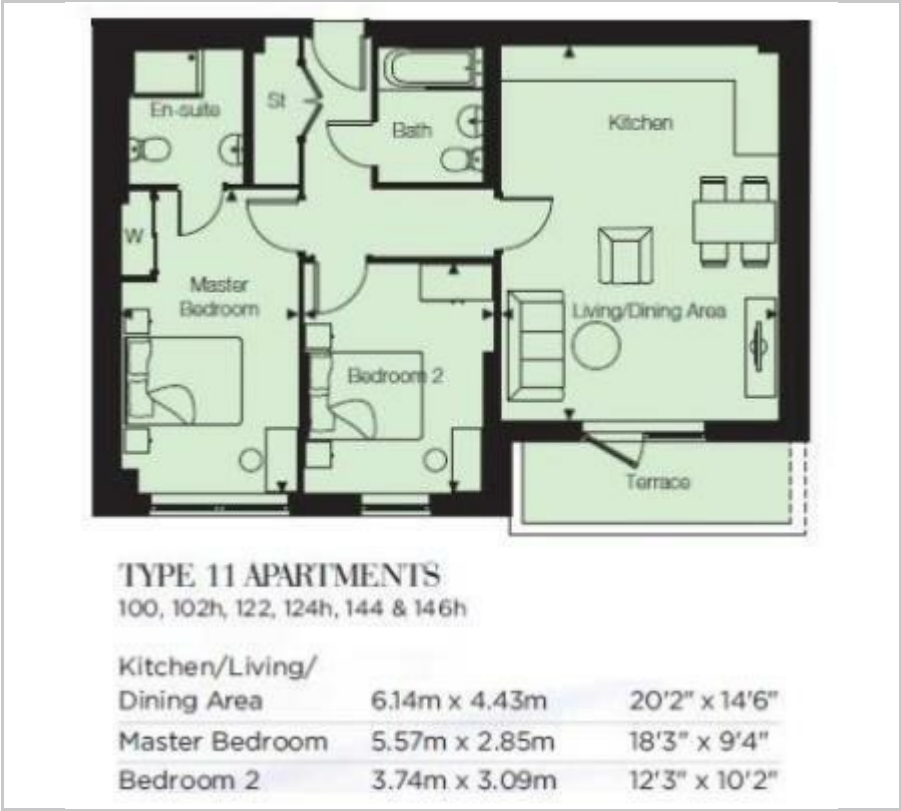 En-suite
St
Bath
Kitchen
W
Master
Bedroom
Living/Dining Area
Bedroom 2
Terrace
TYPE 11 APARTMENTS
100, 102h, 122, 124h, 144 & 146h
Kitchen/Living/
Dining Area 6.14m x 4.43m 20'2" x 14'6"
Master Bedroom 5.57m x 2.85m 18'3" x 9'4"
Bedroom 2 3.74m x 3.09m 12'3" x 10'2"